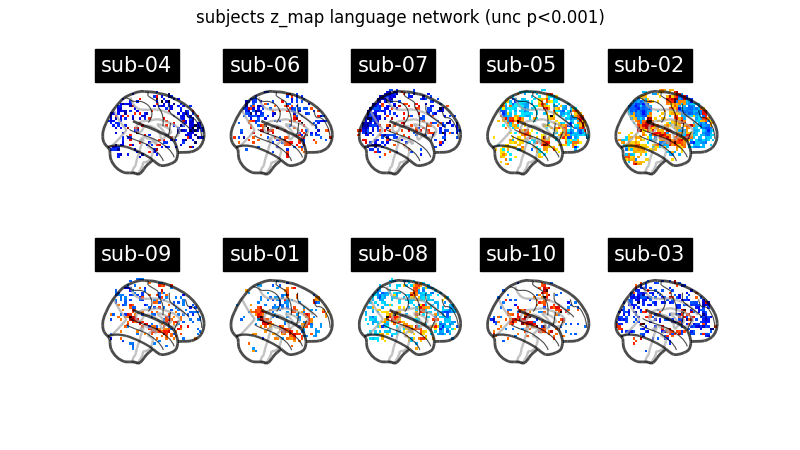 subjects z_map language network (unc p<0.001)
sub-04 sub-06 sub-07 sub-05 sub-02
sub-09 sub-01 sub-08 sub-10 sub-03